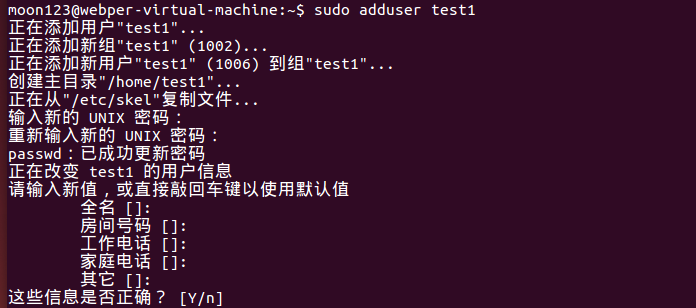 moon123@webper-virtual-machine:~$ sudo adduser test1
正在添加用户"test1"...
正在添加新组"test1" (1002)...
正在添加新用户"test1" (1006) 到组"test1"...
创建主目录"/home/test1"...
正在从"/etc/skel"复制文件...
输入新的 UNIX 密码：
重新输入新的 UNIX 密码：
passwd：已成功更新密码
正在改变 test1 的用户信息
请输入新值，或直接敲回车键以使用默认值
全名 []:
房间号码 []:
工作电话 []:
家庭电话 []:
其它 []:
这些信息是否正确？ [Y/n]